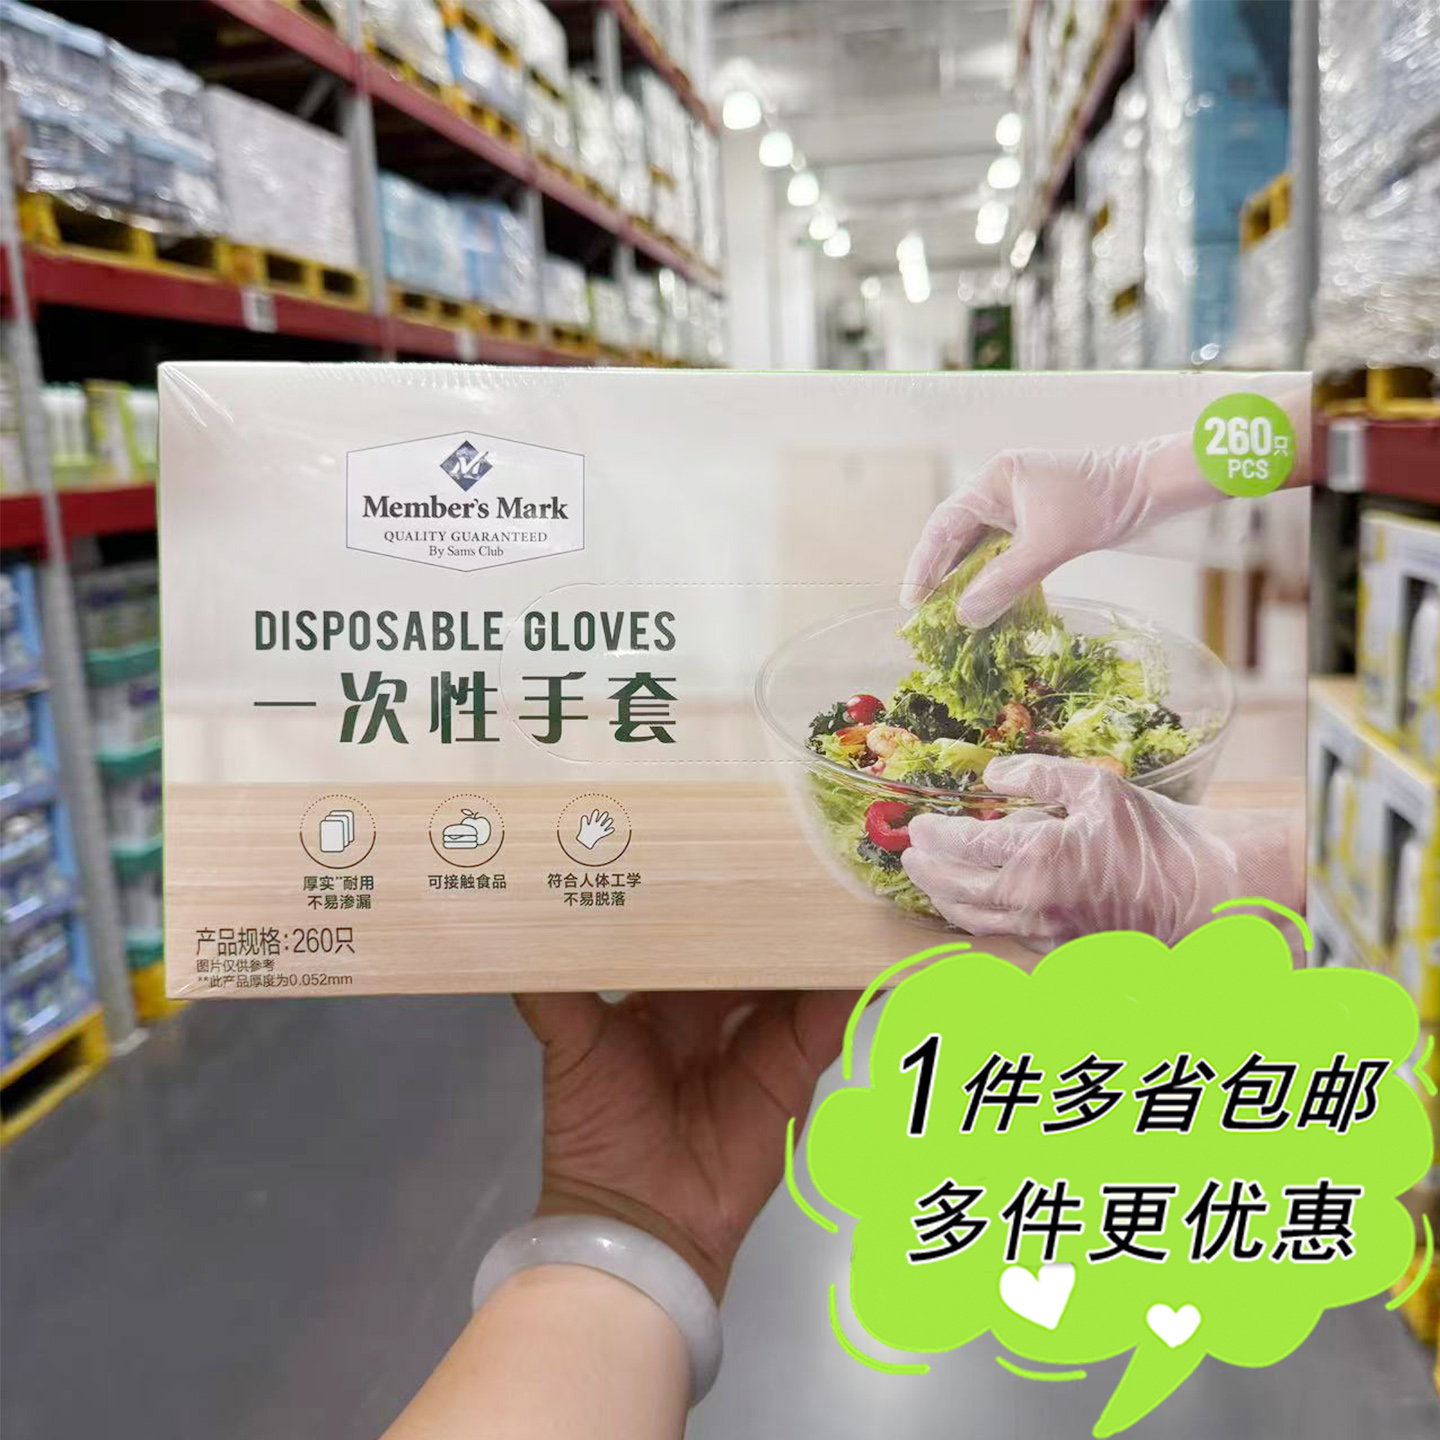 260只
PCS
Member's Mark
QUALITY GUARANTEED
By Sam's Club
DISPOSABLE GLOVES
一次性手套
厚实**耐用
不易渗漏
可接触食品
符合人体工学
不易脱落
产品规格:260只
图片仅供参考
**此产品厚度为0.052mm
1件多省包邮
多件更优惠